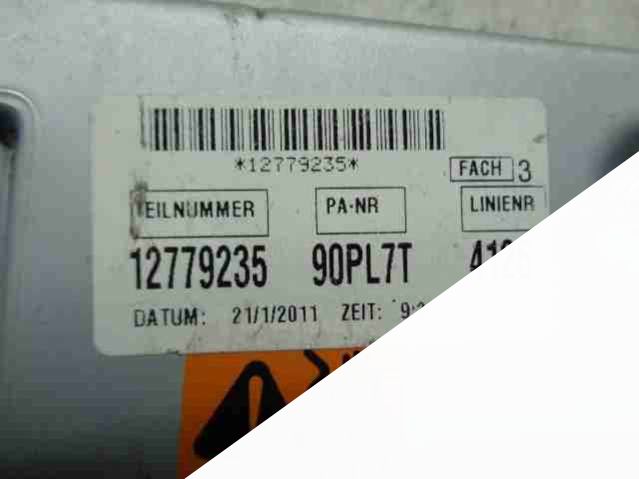 *12779235*
FACH 3
TEILNUMMER PA-NR LINIENR
12779235 90PL7T
DATUM: 21/1/2011 ZEIT: